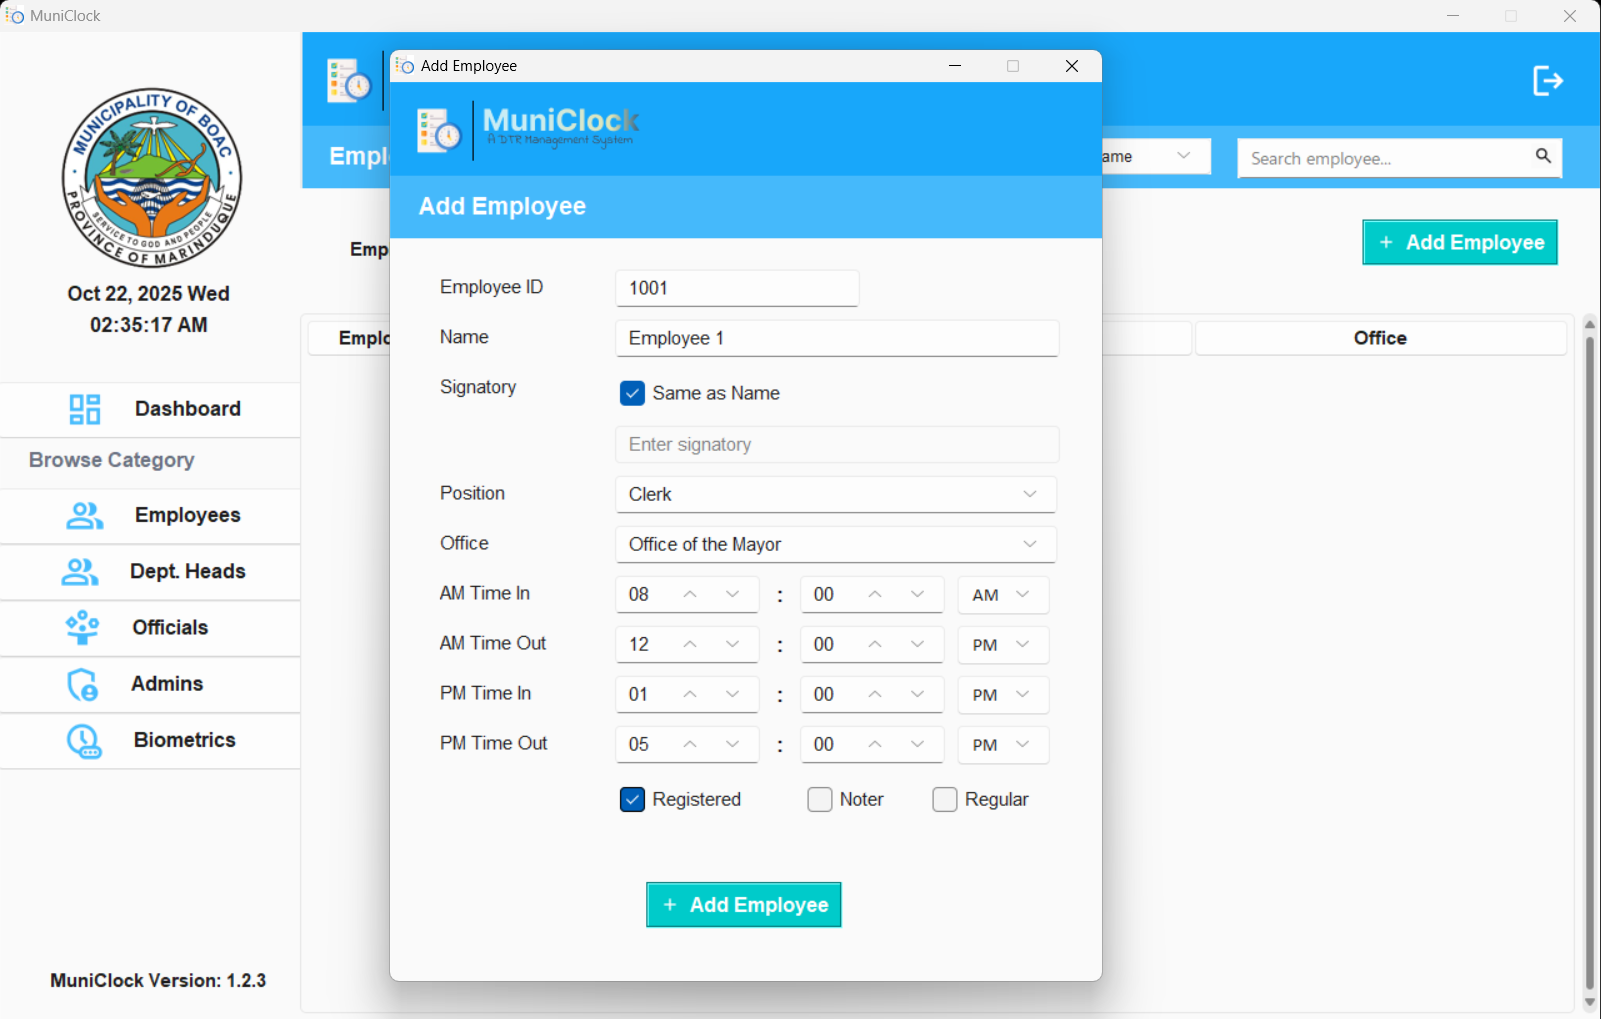 MuniClock
MUNICIPALITY OF BOAC
SERVICE TO GOD AND PEOPLE
PROVINCE OF MARINDUQUE
Oct 22, 2025 Wed
02:35:17 AM
Dashboard
Browse Category
Employees
Dept. Heads
Officials
Admins
Biometrics
MuniClock Version: 1.2.3
Empl
ame
Search employee...
Emp
+ Add Employee
Emplo
Office
Add Employee
MuniClock
A DTR Management System
Add Employee
Employee ID
1001
Name
Employee 1
Signatory
Same as Name
Enter signatory
Position
Clerk
Office
Office of the Mayor
AM Time In
08 : 00 AM
AM Time Out
12 : 00 PM
PM Time In
01 : 00 PM
PM Time Out
05 : 00 PM
Registered
Noter
Regular
+ Add Employee